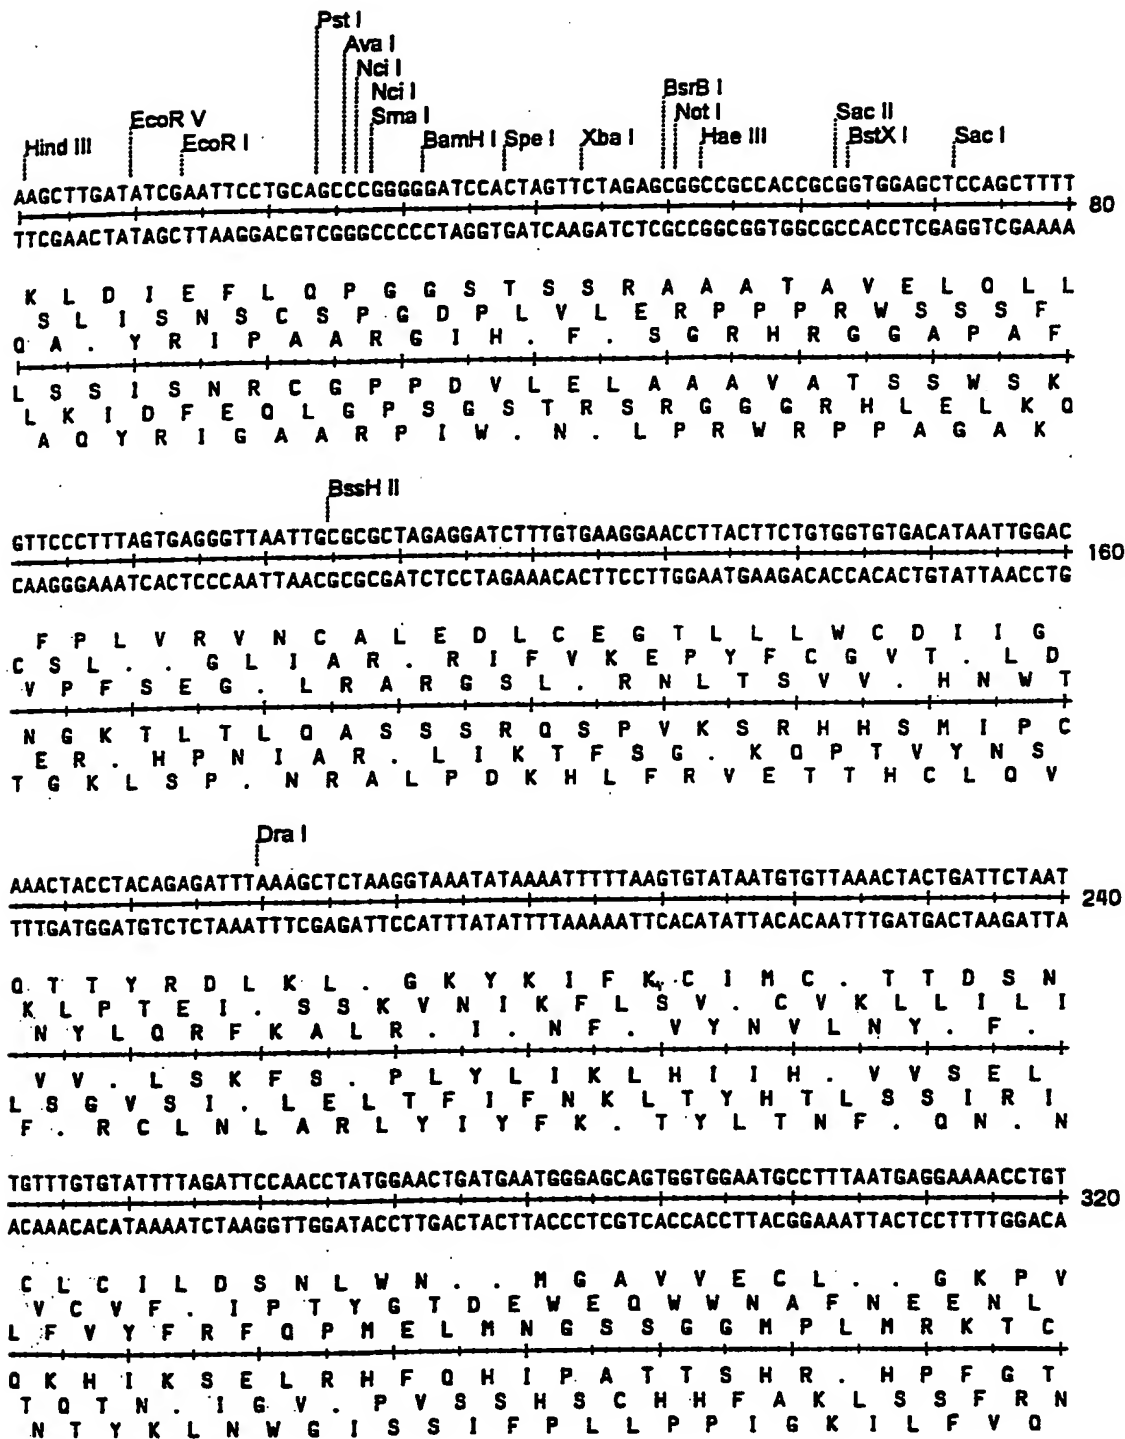 Pst I
Ava I
Nci I
BsrB I
Nci I
EcoR V
Sma I
Not I
Sac II
Hind III
EcoR I
BamH I
Spe I
Xba I
Hae III
BstX I
Sac I
AAGCTTGATATCGAATTCCTGCAGCCCGGGGGATCCACTAGTTCTAGAGCGGCCGCCACCGCGGTGGAGCTCCAGCTTTT
80
TTCGAACTATAGCTTAAGGACGTCGGGCCCCCTAGGTGATCAAGATCTCGCCGGCGGTGGCGCCACCTCGAGGTCGAAAA
K L D I E F L Q P G G S T S S R A A A T A V E L Q L L
S L I S N S C S P G D P L V L E R P P P R W S S S F
Q A . Y R I P A A R G I H . F . S G R H R G G A P A F
L S S I S N R C G P P D V L E L A A A V A T S S W S K
L K I D F E Q L G P S G S T R S R G G G R H L E L K Q
A Q Y R I G A A R P I W . N . L P R W R P P A G A K
BssH II
GTTCCCTTTAGTGAGGGTTAATTGCGCGCTAGAGGATCTTTGTGAAGGAACCTTACTTCTGTGGTGTGACATAATTGGAC
160
CAAGGGAAATCACTCCCAATTAACGCGCGATCTCCTAGAAACACTTCCTTGGAATGAAGACACCACACTGTATTAACCTG
F P L V R V N C A L E D L C E G T L L L W C D I I G
C S L . . G L I A R . R I F V K E P Y F C G V T . L D
V P F S E G . L R A R G S L . R N L T S V V . H N W T
N G K T L T L Q A S S S R Q S P V K S R H H S M I P C
E R . H P N I A R . L I K T F S G . K Q P T V Y N S
T G K L S P . N R A L P D K H L F R V E T T H C L Q V
Dra I
AAACTACCTACAGAGATTTAAAGCTCTAAGGTAAATATAAAATTTTTAAGTGTATAATGTGTTAAACTACTGATTCTAAT
240
TTTGATGGATGTCTCTAAATTTCGAGATTCCATTTATATTTTAAAAATTCACATATTACACAATTTGATGACTAAGATTA
Q T T Y R D L K L . G K Y K I F K C I M C . T T D S N
K L P T E I . S S K V N I K F L S V . C V K L L I L I
N Y L Q R F K A L R . I . N F . V Y N V L N Y . F .
V V . L S K F S . P L Y L I K L H I I H . V V S E L
L S G V S I . L E L T F I F N K L T Y H T L S S I R I
F . R C L N L A R L Y I Y F K . T Y L T N F . Q N . N
TGTTTGTGTATTTTAGATTCCAACCTATGGAACTGATGAATGGGAGCAGTGGTGGAATGCCTTTAATGAGGAAAACCTGT
320
ACAAACACATAAAATCTAAGGTTGGATACCTTGACTACTTACCCTCGTCACCACCTTACGGAAATTACTCCTTTTGGACA
C L C I L D S N L W N . . M G A V V E C L . . G K P V
V C V F . I P T Y G T D E W E Q W W N A F N E E N L
L F V Y F R F Q P M E L M N G S S G G M P L M R K T C
Q K H I K S E L R H F Q H I P A T T S H R . H P F G T
T Q T N . I G V . P V S S H S C H H F A K L S S F R N
N T Y K L N W G I S S I F P L L P P I G K I L F V Q